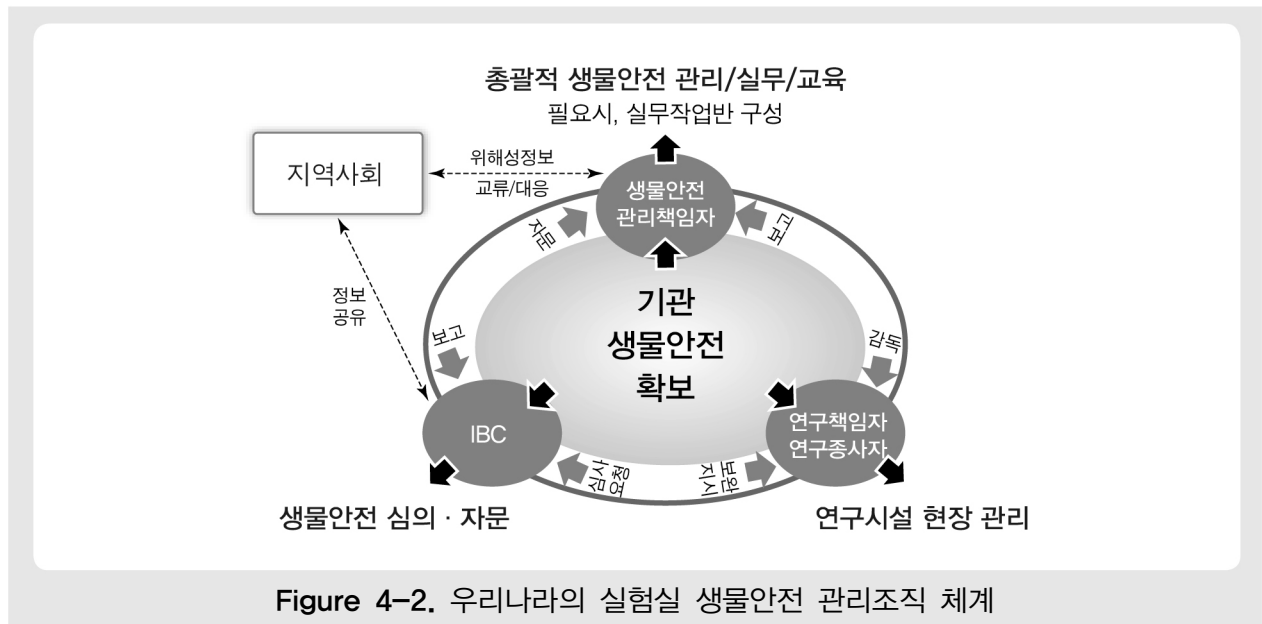 총괄적 생물안전 관리/실무/교육
필요시, 실무작업반 구성
지역사회
위해성정보
교류/대응
생물안전
관리책임자
자문
보고
정보
공유
기관
생물안전
확보
보고
감독
IBC
연구책임자
연구종사자
심사
요청
보완
지시
생물안전 심의 · 자문
연구시설 현장 관리
Figure 4-2. 우리나라의 실험실 생물안전 관리조직 체계